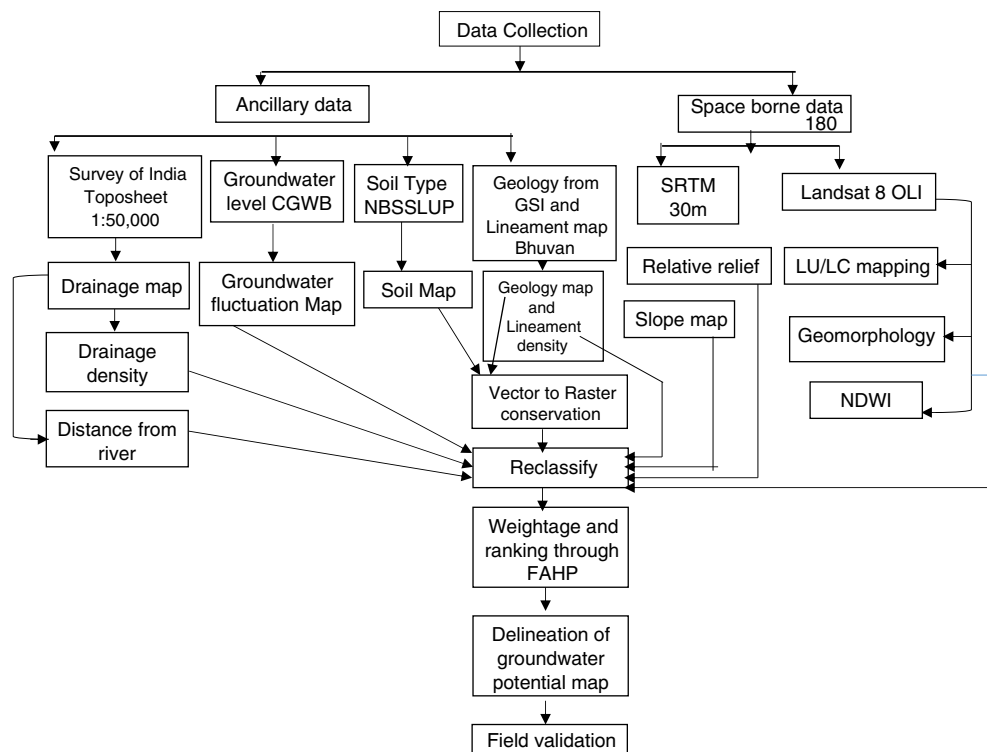 Data Collection
Ancillary data
Space borne data
180
Survey of India
Toposheet
1:50,000
Groundwater
level CGWB
Soil Type
NBSSLUP
Geology from
GSI and
Lineament map
Bhuvan
SRTM
30m
Landsat 8 OLI
Drainage map
Groundwater
fluctuation Map
Soil Map
Geology map
and
Lineament
density
Relative relief
LU/LC mapping
Slope map
Geomorphology
Drainage
density
Vector to Raster
conservation
NDWI
Distance from
river
Reclassify
Weightage and
ranking through
FAHP
Delineation of
groundwater
potential map
Field validation